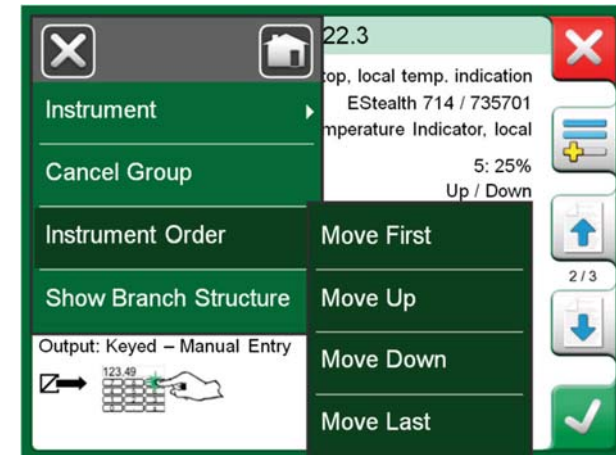 22.3
top, local temp. indication
EStealth 714 / 735701
mperature Indicator, local
5: 25%
Up / Down
Instrument
Cancel Group
Instrument Order
Show Branch Structure
Move First
Move Up
Move Down
Move Last
2 / 3
Output: Keyed – Manual Entry
123.49